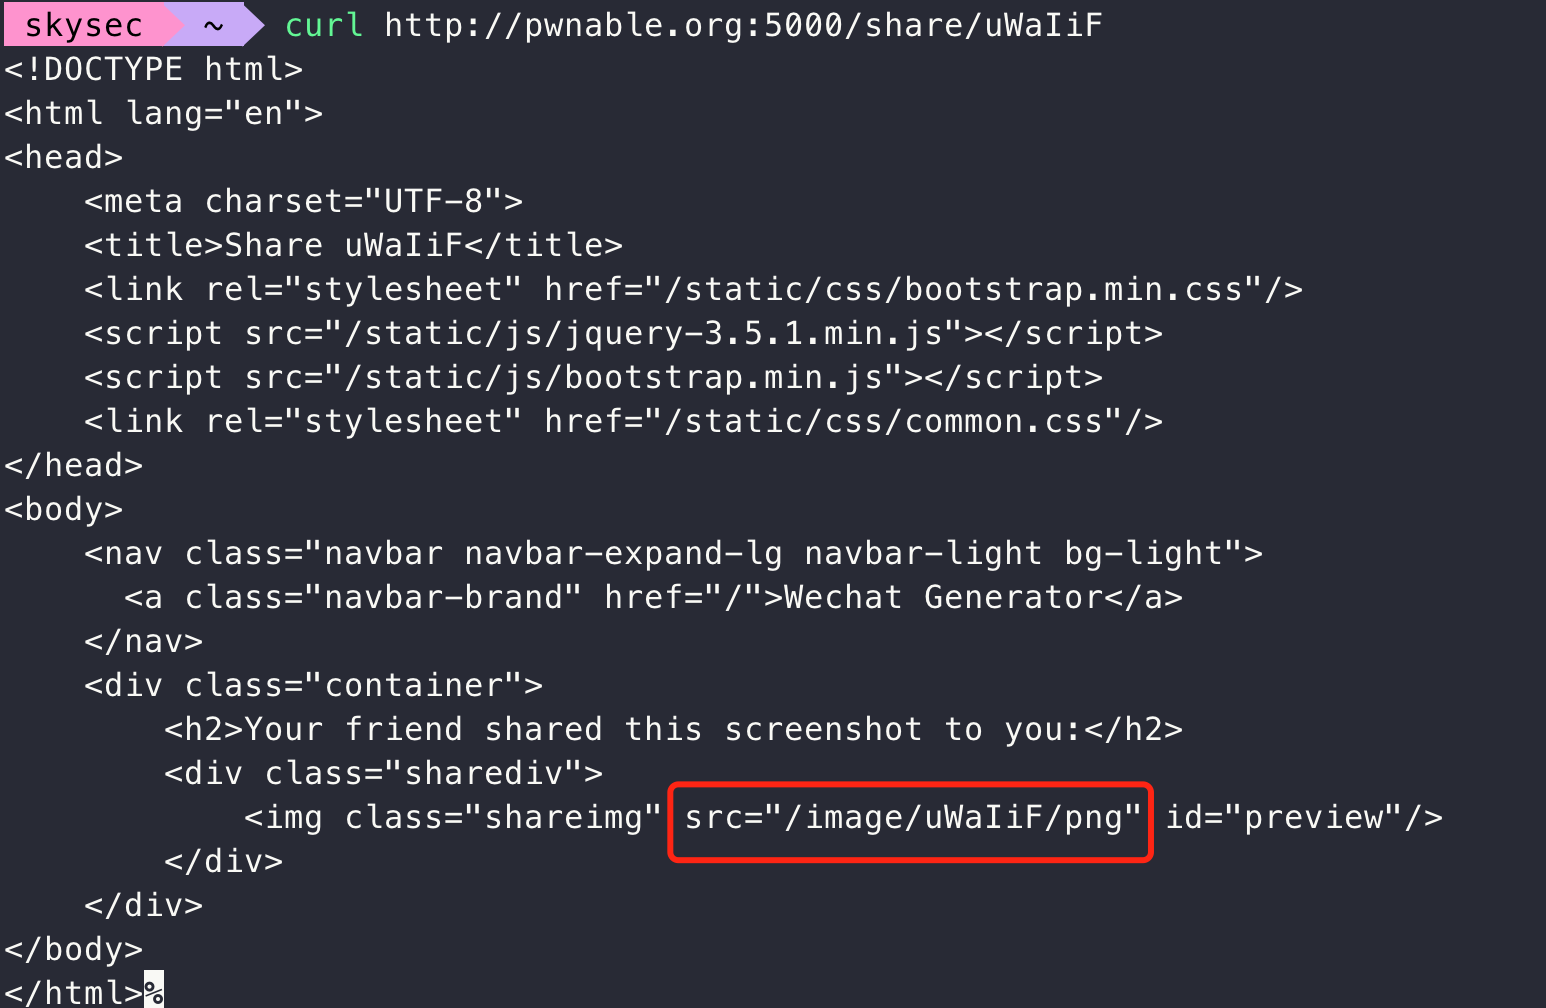 skysec ~ curl http://pwnable.org:5000/share/uWaIiF
<!DOCTYPE html>
<html lang="en">
<head>
    <meta charset="UTF-8">
    <title>Share uWaIiF</title>
    <link rel="stylesheet" href="/static/css/bootstrap.min.css"/>
    <script src="/static/js/jquery-3.5.1.min.js"></script>
    <script src="/static/js/bootstrap.min.js"></script>
    <link rel="stylesheet" href="/static/css/common.css"/>
</head>
<body>
    <nav class="navbar navbar-expand-lg navbar-light bg-light">
      <a class="navbar-brand" href="/">Wechat Generator</a>
    </nav>
    <div class="container">
        <h2>Your friend shared this screenshot to you:</h2>
        <div class="sharediv">
            <img class="shareimg" src="/image/uWaIiF/png" id="preview"/>
        </div>
    </div>
</body>
</html>%